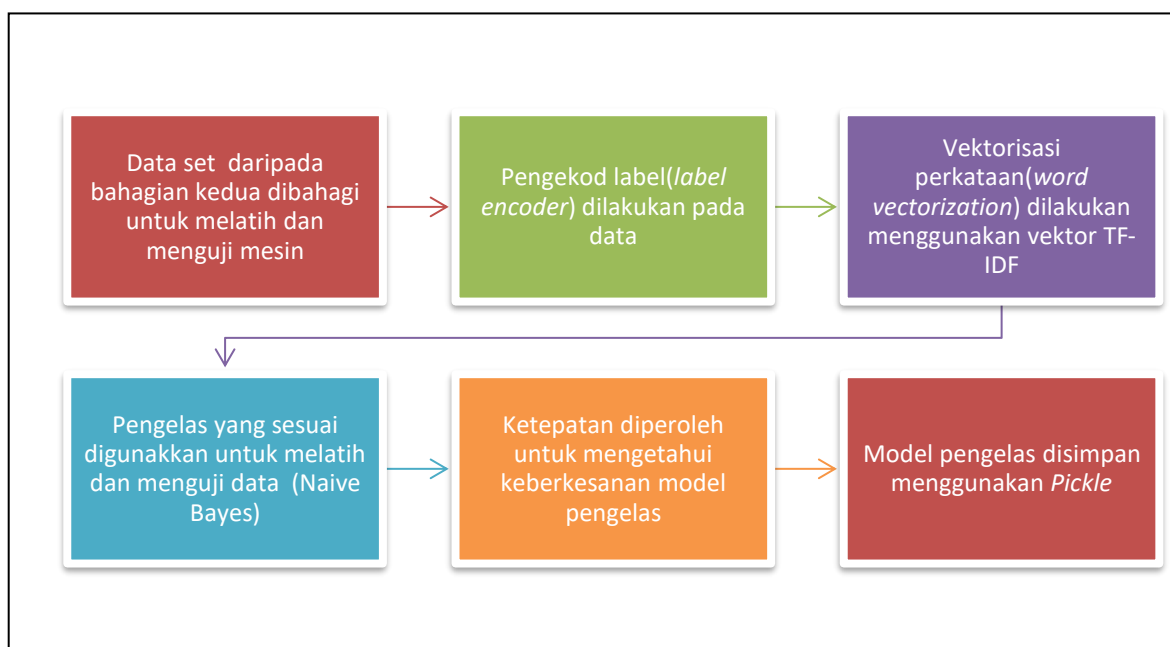 Data set daripada
bahagian kedua dibahagi
untuk melatih dan
menguji mesin
Pengekod label(label
encoder) dilakukan pada
data
Vektorisasi
perkataan(word
vectorization) dilakukan
menggunakan vektor TF-
IDF
Pengelas yang sesuai
digunakkan untuk melatih
dan menguji data (Naive
Bayes)
Ketepatan diperoleh
untuk mengetahui
keberkesanan model
pengelas
Model pengelas disimpan
menggunakan Pickle